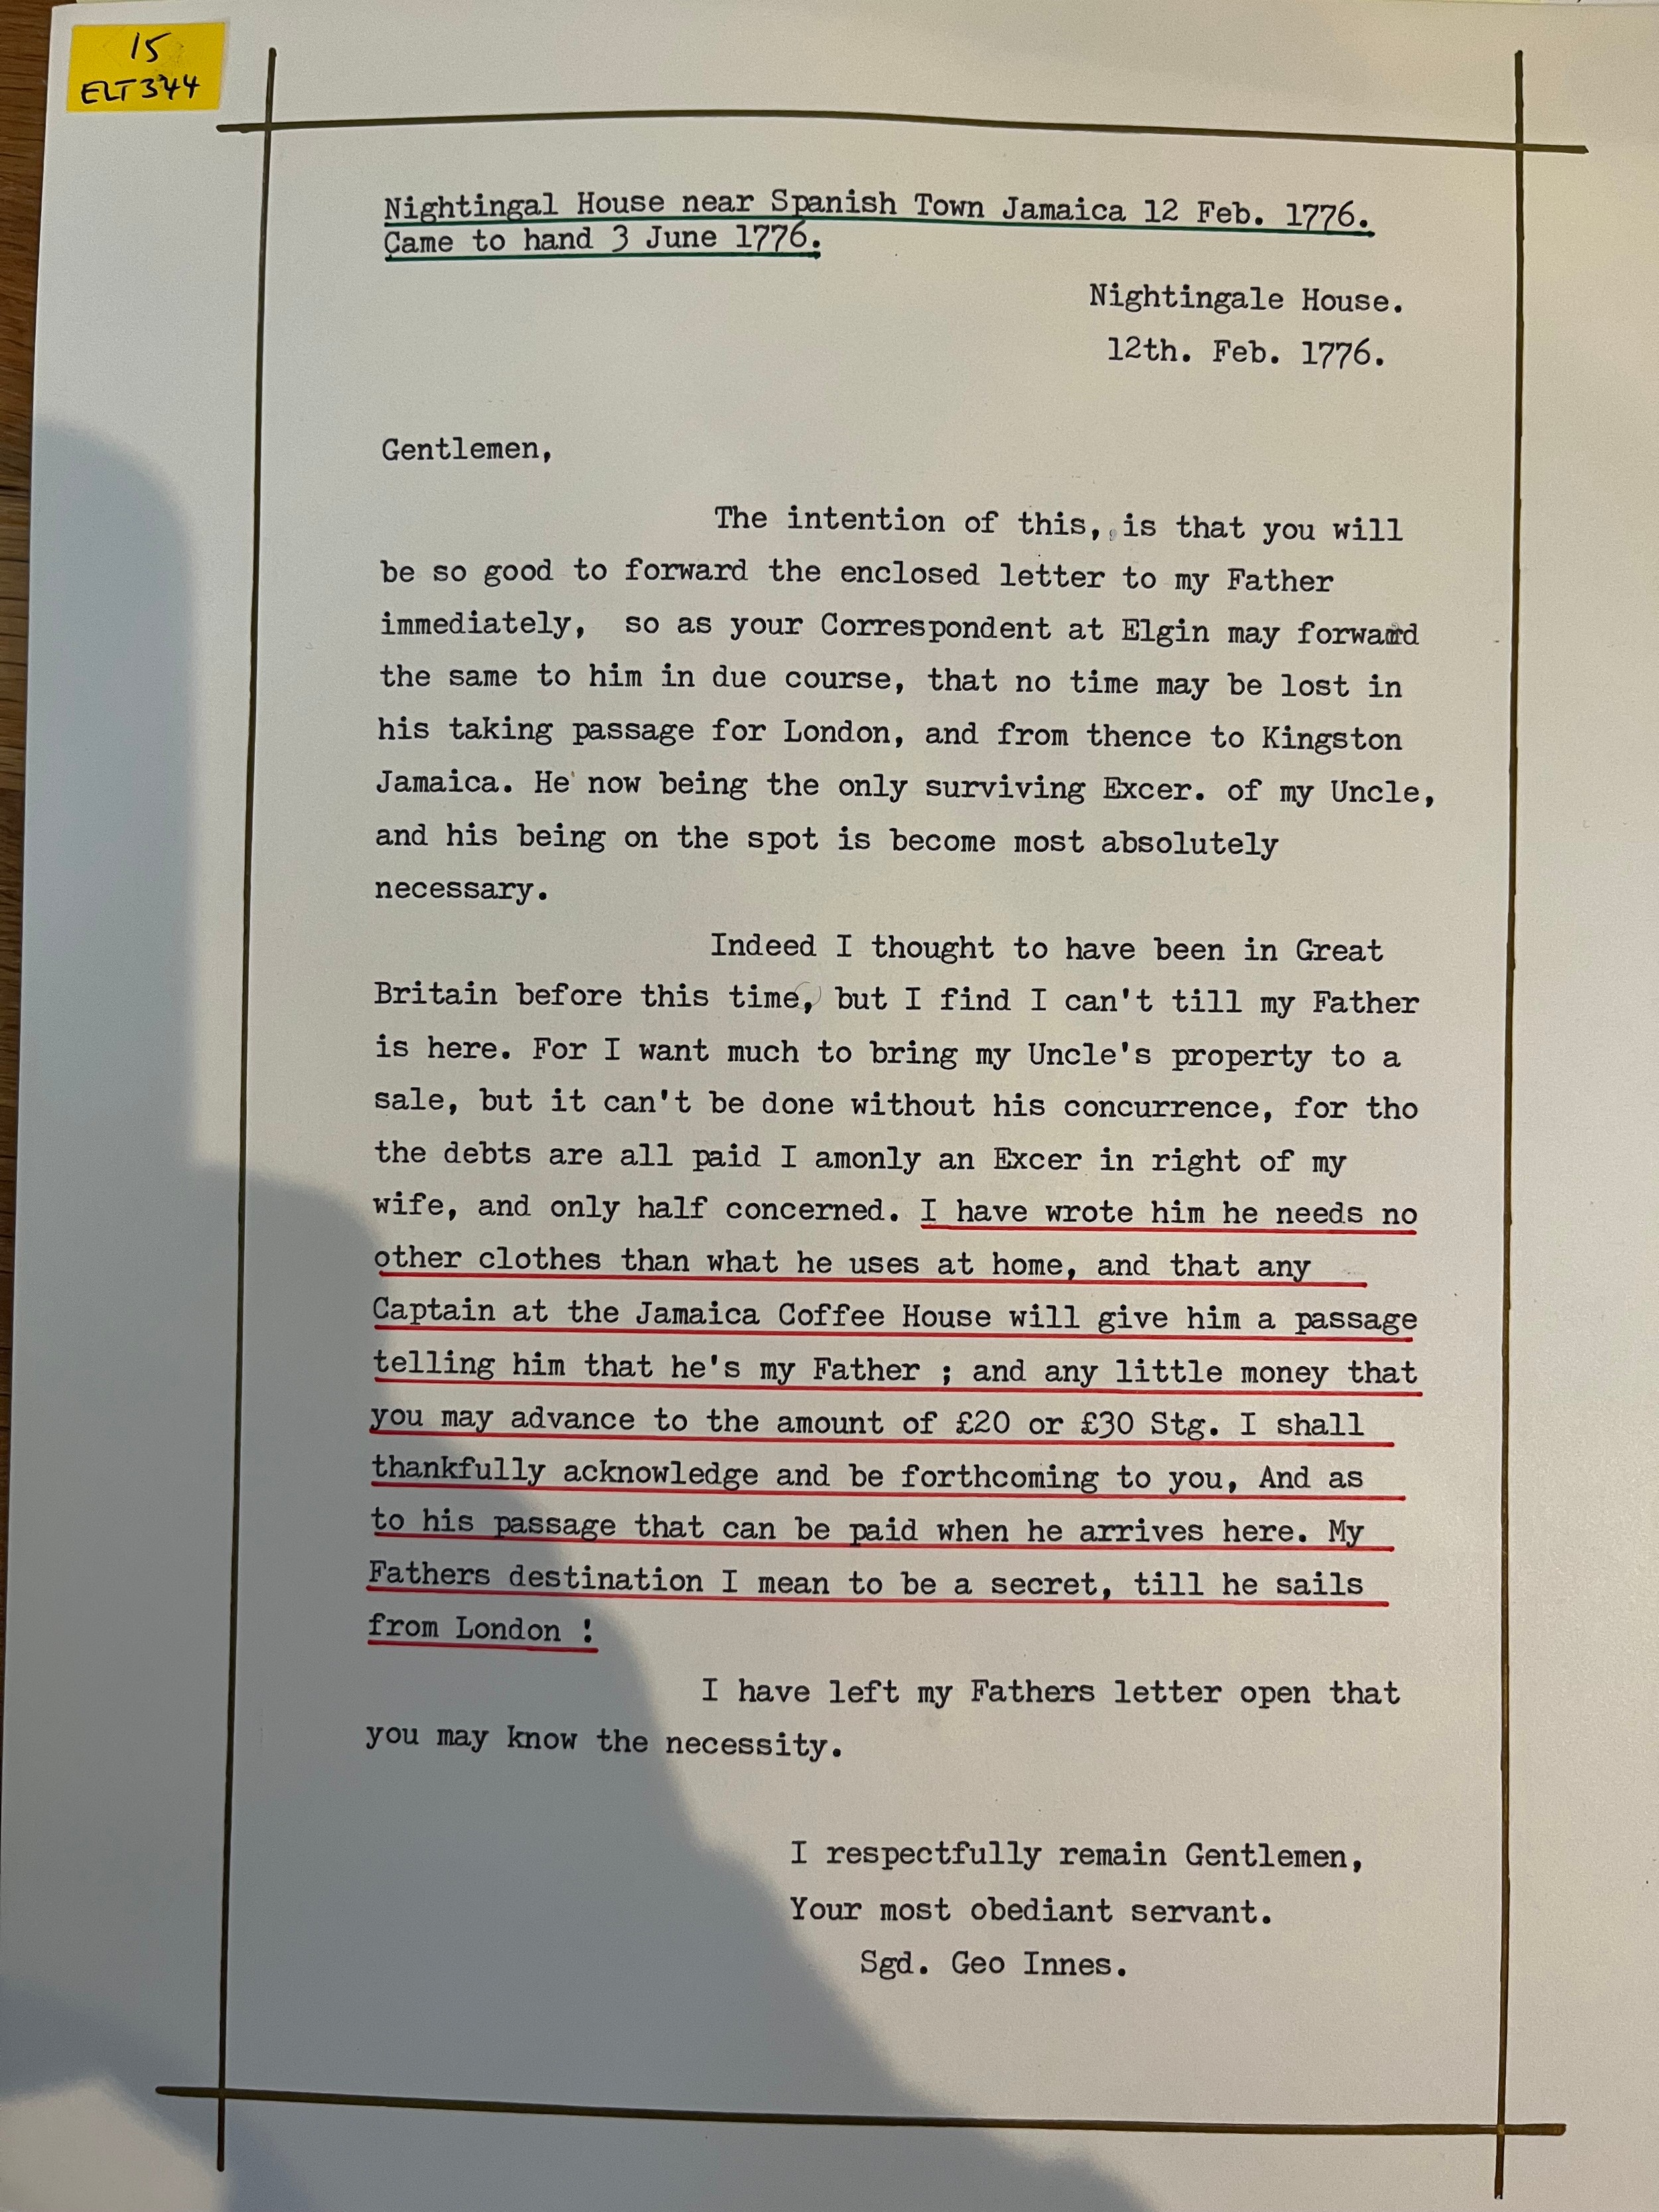 15
ELT344
Nightingal House near Spanish Town Jamaica 12 Feb. 1776.
Came to hand 3 June 1776.
Nightingale House.
12th. Feb. 1776.
Gentlemen,
The intention of this, is that you will
be so good to forward the enclosed letter to my Father
immediately, so as your Correspondent at Elgin may forward
the same to him in due course, that no time may be lost in
his taking passage for London, and from thence to Kingston
Jamaica. He now being the only surviving Excer. of my Uncle,
and his being on the spot is become most absolutely
necessary.
Indeed I thought to have been in Great
Britain before this time, but I find I can't till my Father
is here. For I want much to bring my Uncle's property to a
sale, but it can't be done without his concurrence, for tho
the debts are all paid I amonly an Excer in right of my
wife, and only half concerned. I have wrote him he needs no
other clothes than what he uses at home, and that any
Captain at the Jamaica Coffee House will give him a passage
telling him that he's my Father ; and any little money that
you may advance to the amount of £20 or £30 Stg. I shall
thankfully acknowledge and be forthcoming to you, And as
to his passage that can be paid when he arrives here. My
Fathers destination I mean to be a secret, till he sails
from London !
I have left my Fathers letter open that
you may know the necessity.
I respectfully remain Gentlemen,
Your most obediant servant.
Sgd. Geo Innes.